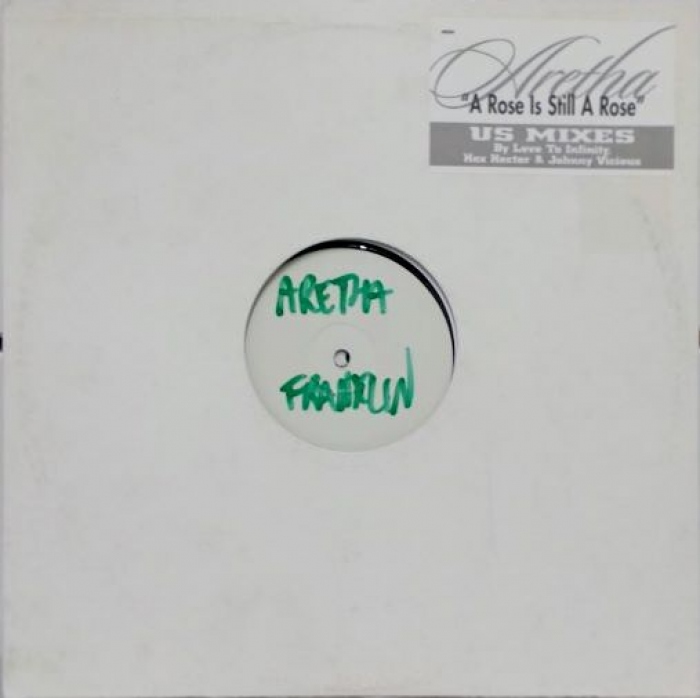 Aretha
"A Rose Is Still A Rose"
US MIXES
By Love To Infinity,
Hex Hector & Johnny Vicious
ARETHA
FRANKLIN